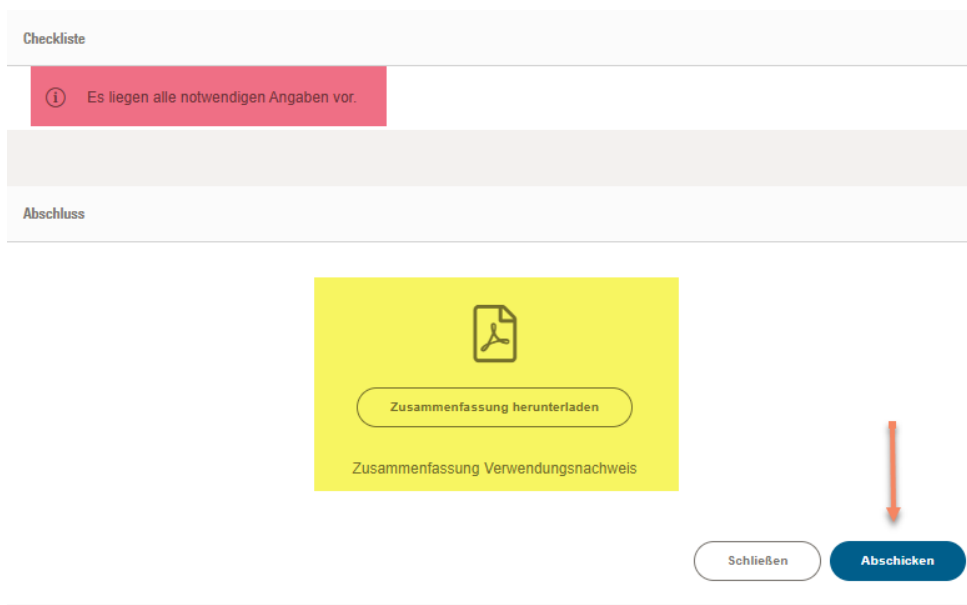 Checkliste
Es liegen alle notwendigen Angaben vor.
Abschluss
Zusammenfassung herunterladen
Zusammenfassung Verwendungsnachweis
Schließen
Abschicken